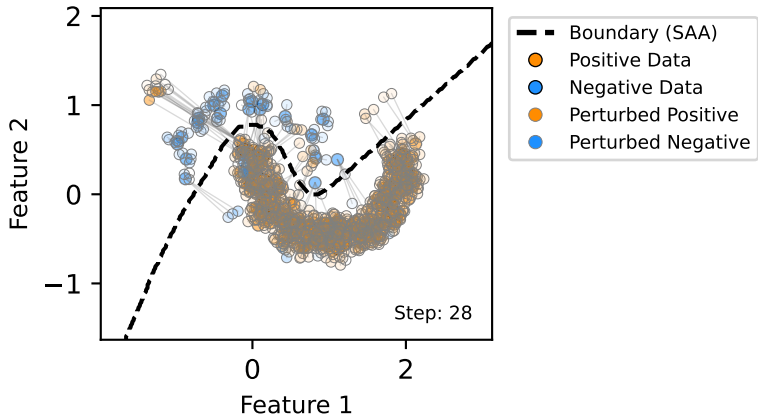 2
1
0
−1
Feature 2
0
2
Feature 1
Step: 28
Boundary (SAA)
Positive Data
Negative Data
Perturbed Positive
Perturbed Negative